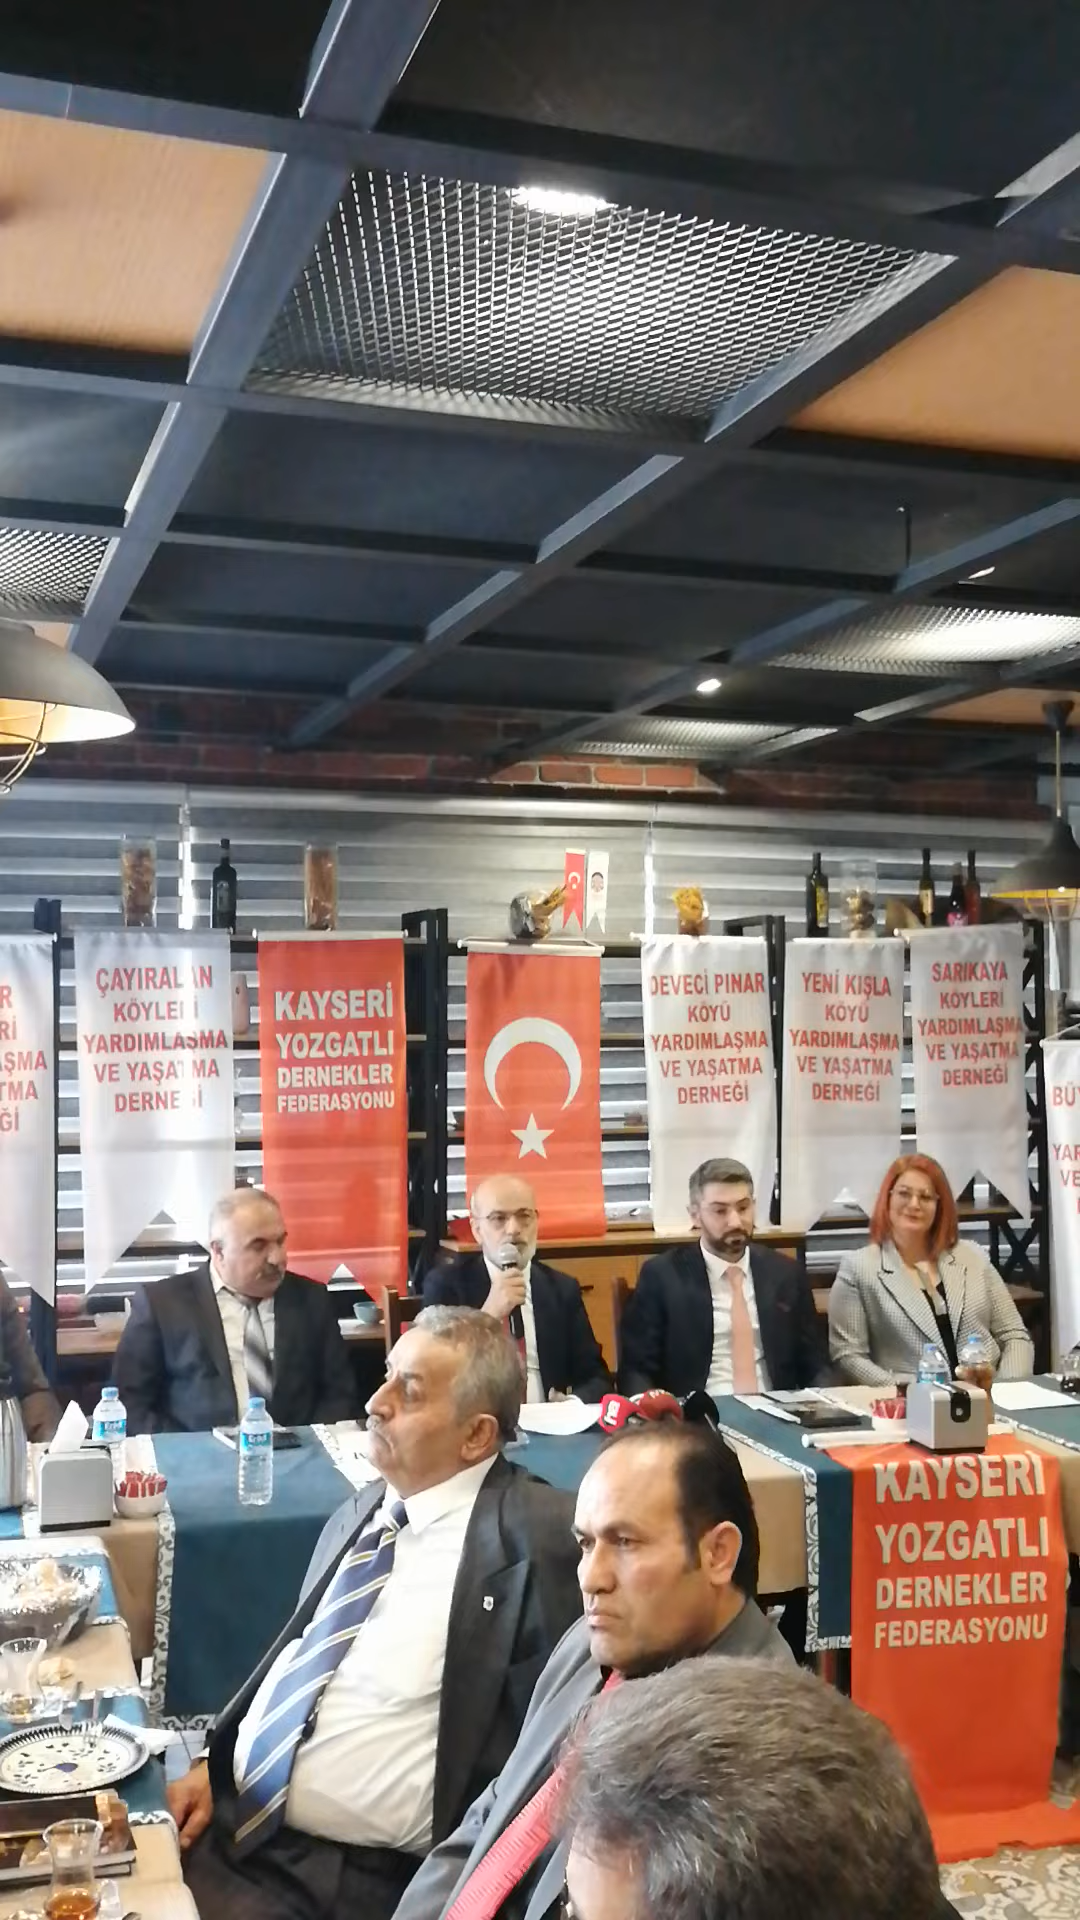 ÇAYIRALAN
KÖYLERİ
YARDIMLAŞMA
VE YAŞATMA
DERNEĞİ
KAYSERİ
YOZGATLI
DERNEKLER
FEDERASYONU
DEVECİ PINAR
KÖYÜ
YARDIMLAŞMA
VE YAŞATMA
DERNEĞİ
YENİ KIŞLA
KÖYÜ
YARDIMLAŞMA
VE YAŞATMA
DERNEĞİ
SARIKAYA
KÖYLERİ
YARDIMLAŞMA
VE YAŞATMA
DERNEĞİ
KAYSERİ
YOZGATLI
DERNEKLER
FEDERASYONU